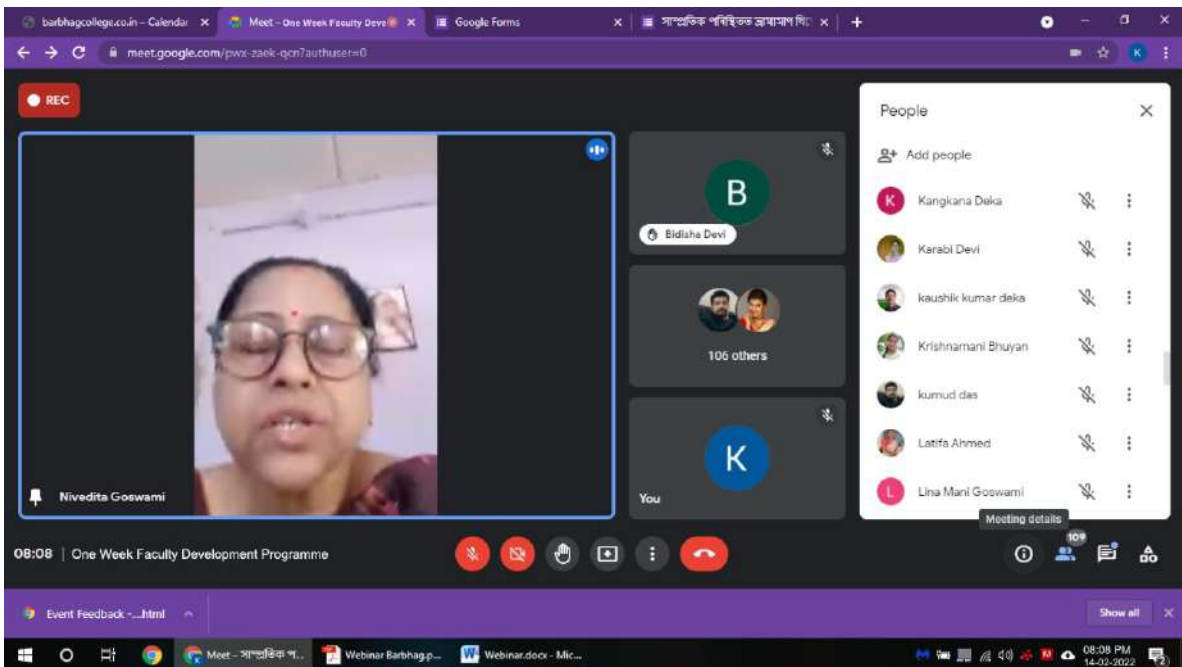 barbhagcollege.co.in – Calendar
Meet – One Week Faculty Deve
Google Forms
সাম্প্ৰতিক পৰিস্থিতিত ভ্ৰাম্যমাণ থি
meet.google.com/pwx-zaek-qcn?authuser=0
K
REC
People
Add people
B
Bidisha Devi
K Kangkana Deka
Karabi Devi
kaushik kumar deka
106 others
Krishnamani Bhuyan
kumud das
Latifa Ahmed
K
Nivedita Goswami
You
L Lina Mani Goswami
Meeting details
08:08 | One Week Faculty Development Programme
109
Event Feedback -....html
Show all
Meet – সাম্প্ৰতিক প...
Webinar Barbhag.p...
Webinar.docx - Mic...
08:08 PM
14-02-2022
2